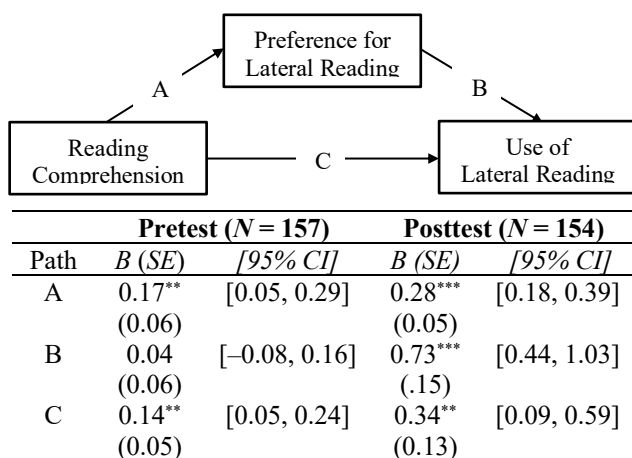 Preference for
Lateral Reading
A
B
Reading
Comprehension
C
Use of
Lateral Reading
Pretest (N = 157) Posttest (N = 154)
Path B (SE) [95% CI] B (SE) [95% CI]
A 0.17** [0.05, 0.29] 0.28*** [0.18, 0.39]
(0.06) (0.05)
B 0.04 [–0.08, 0.16] 0.73*** [0.44, 1.03]
(0.06) (.15)
C 0.14** [0.05, 0.24] 0.34** [0.09, 0.59]
(0.05) (0.13)